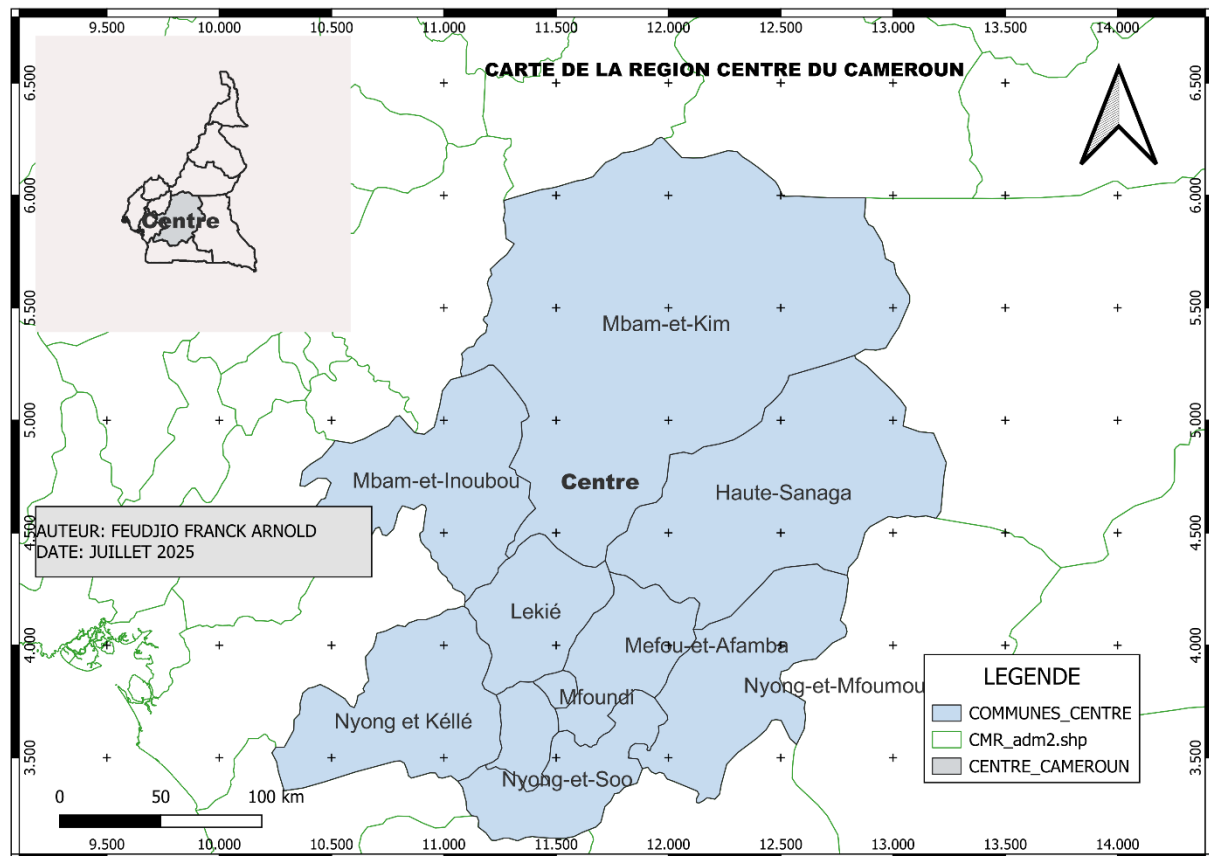 9.500 10.000 10.500 11.000 11.500 12.000 12.500 13.000 13.500 14.000
CARTE DE LA REGION CENTRE DU CAMEROUN
6.500 6.500
6.000 6.000
Centre
5.500 5.500
Mbam-et-Kim
5.000 5.000
Mbam-et-Inoubou
Centre
Haute-Sanaga
4.500 4.500
AUTEUR: FEUDJIO FRANCK ARNOLD
DATE: JUILLET 2025
Lekié
4.000 4.000
Mefou-et-Afamba
Nyong-et-Mfoumou
Mfoundi
Nyong et Kéllé
Nyong-et-Soo
3.500 3.500
LEGENDE
COMMUNES_CENTRE
CMR_adm2.shp
CENTRE_CAMEROUN
0 50 100 km
9.500 10.000 10.500 11.000 11.500 12.000 12.500 13.000 13.500 14.000